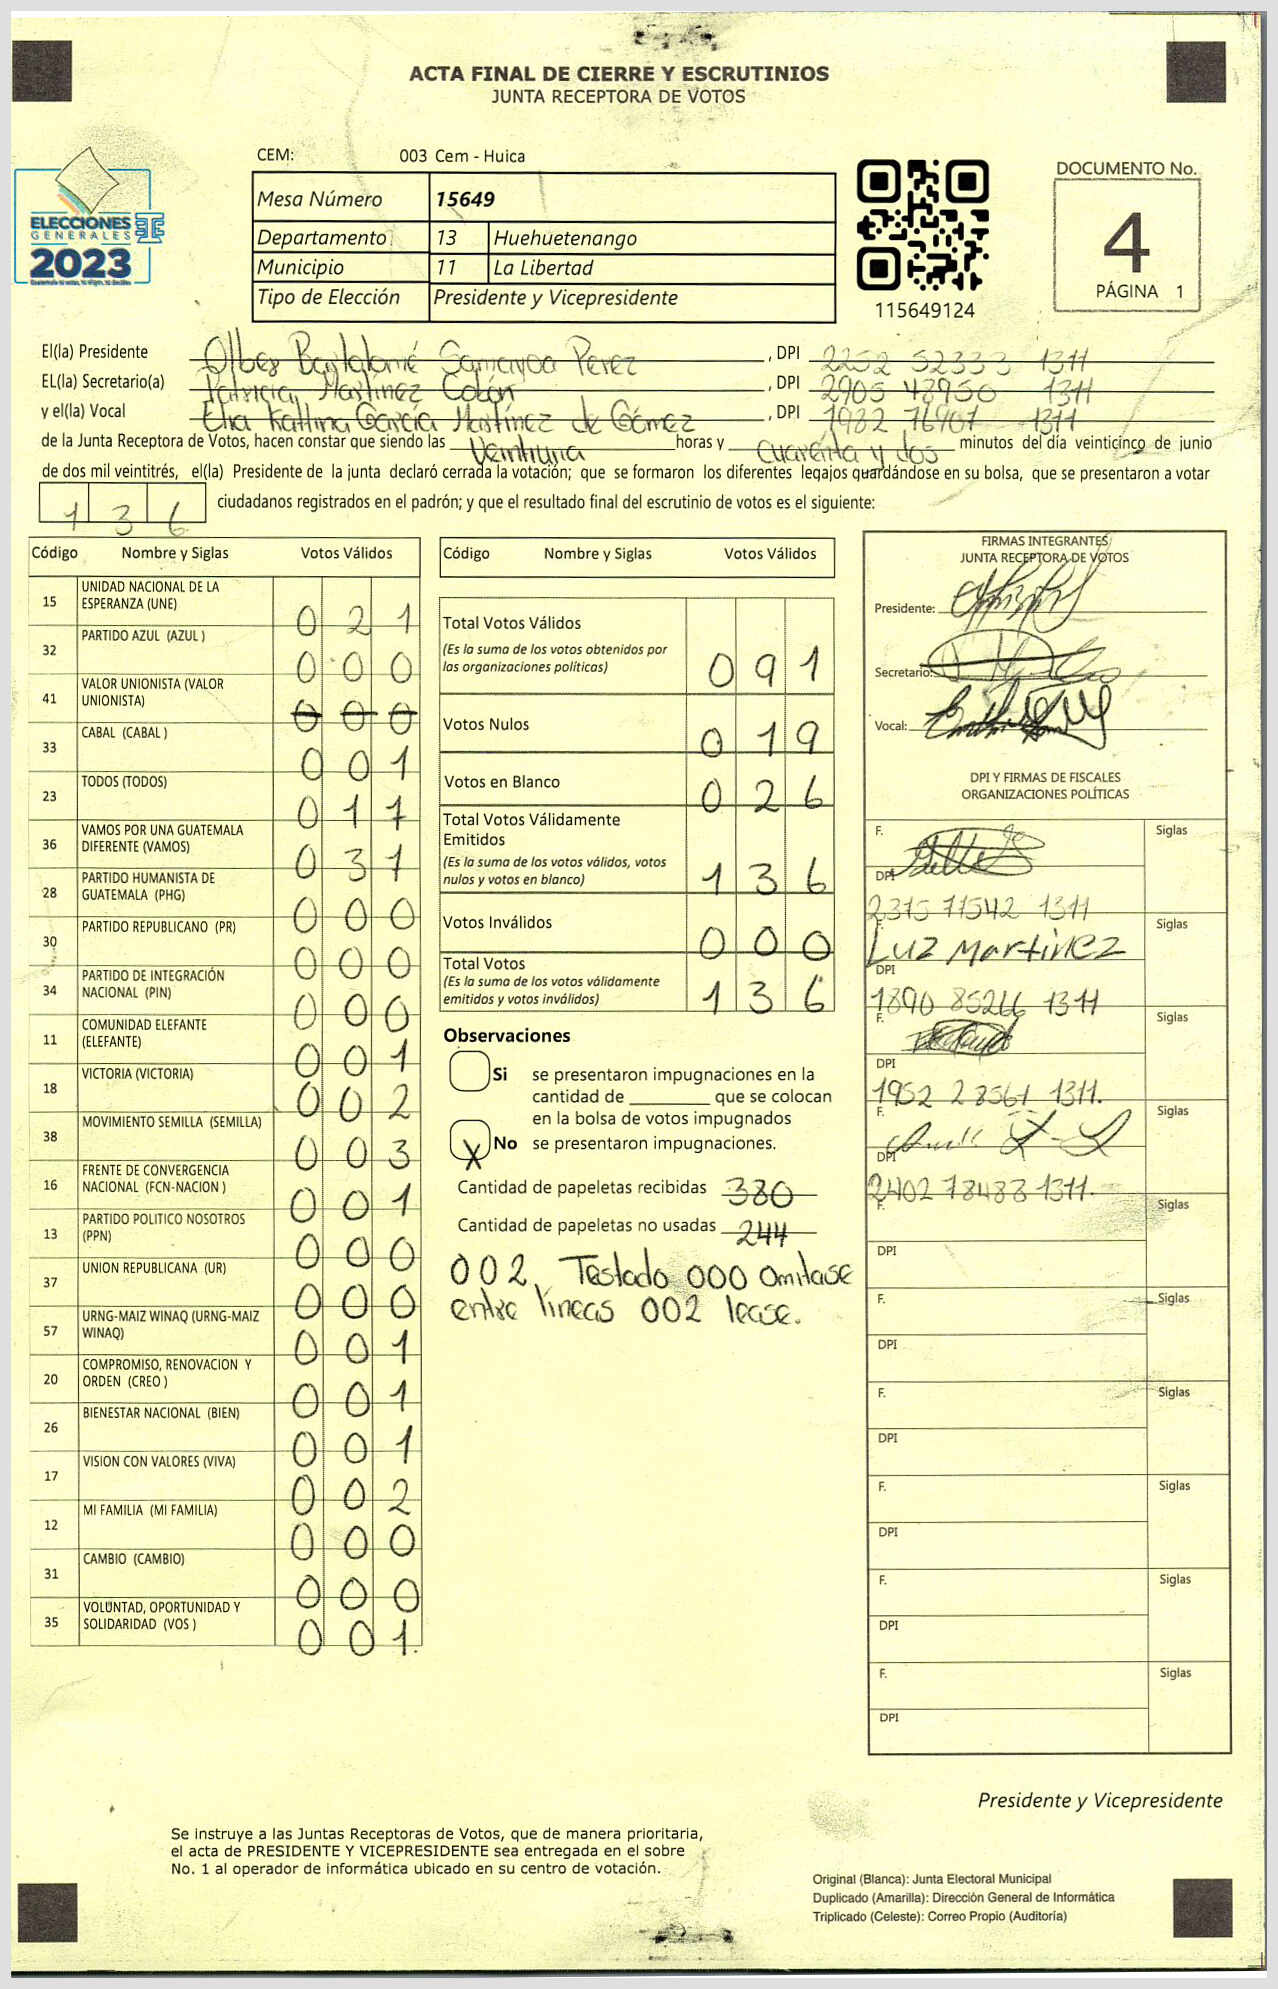 ACTA FINAL DE CIERRE Y ESCRUTINIOS
JUNTA RECEPTORA DE VOTOS
CEM: 003 Cem - Huica
ELECCIONES
GENERALES
2023
Mesa Número 15649
Departamento 13 Huehuetenango
Municipio 11 La Libertad
Tipo de Elección Presidente y Vicepresidente
115649124
DOCUMENTO No.
4
PÁGINA 1
El(la) Presidente Olbes Bartolomé Samayoa Perez, DPI 2252 52333 1311
EL(la) Secretario(a) Patricia Martinez Colón, DPI 2905 48950 1311
y el(la) Vocal Elia Kattina García Martínez de Gómez, DPI 1982 76907 1311
de la Junta Receptora de Votos, hacen constar que siendo las Veintiuna horas y cuarenta y dos minutos del día veinticinco de junio
de dos mil veintitrés, el(la) Presidente de la junta declaró cerrada la votación; que se formaron los diferentes legajos guardándose en su bolsa, que se presentaron a votar
136 ciudadanos registrados en el padrón; y que el resultado final del escrutinio de votos es el siguiente:
Código Nombre y Siglas Votos Válidos
15 UNIDAD NACIONAL DE LA ESPERANZA (UNE) 0 2 1
32 PARTIDO AZUL (AZUL ) 0 0 0
41 VALOR UNIONISTA (VALOR UNIONISTA) 0 0 0
33 CABAL (CABAL ) 0 0 1
23 TODOS (TODOS) 0 1 7
36 VAMOS POR UNA GUATEMALA DIFERENTE (VAMOS) 0 3 7
28 PARTIDO HUMANISTA DE GUATEMALA (PHG) 0 0 0
30 PARTIDO REPUBLICANO (PR) 0 0 0
34 PARTIDO DE INTEGRACIÓN NACIONAL (PIN) 0 0 0
11 COMUNIDAD ELEFANTE (ELEFANTE) 0 0 1
18 VICTORIA (VICTORIA) 0 0 2
38 MOVIMIENTO SEMILLA (SEMILLA) 0 0 3
16 FRENTE DE CONVERGENCIA NACIONAL (FCN-NACION ) 0 0 1
13 PARTIDO POLITICO NOSOTROS (PPN) 0 0 0
37 UNION REPUBLICANA (UR) 0 0 0
57 URNG-MAIZ WINAQ (URNG-MAIZ WINAQ) 0 0 1
20 COMPROMISO, RENOVACION Y ORDEN (CREO ) 0 0 1
26 BIENESTAR NACIONAL (BIEN) 0 0 1
17 VISION CON VALORES (VIVA) 0 0 2
12 MI FAMILIA (MI FAMILIA) 0 0 0
31 CAMBIO (CAMBIO) 0 0 0
35 VOLUNTAD, OPORTUNIDAD Y SOLIDARIDAD (VOS ) 0 0 1.
Código Nombre y Siglas Votos Válidos
Total Votos Válidos 0 9 1
(Es la suma de los votos obtenidos por
las organizaciones políticas)
Votos Nulos 0 1 9
Votos en Blanco 0 2 6
Total Votos Válidamente
Emitidos 1 3 6
(Es la suma de los votos válidos, votos
nulos y votos en blanco)
Votos Inválidos 0 0 0
Total Votos 1 3 6
(Es la suma de los votos válidamente
emitidos y votos inválidos)
Observaciones
Si se presentaron impugnaciones en la
cantidad de ________ que se colocan
en la bolsa de votos impugnados
X No se presentaron impugnaciones.
Cantidad de papeletas recibidas 380
Cantidad de papeletas no usadas 244
002, Testado 000 Omitase
entre líneas 002 lease.
FIRMAS INTEGRANTES
JUNTA RECEPTORA DE VOTOS
Presidente:
Secretario:
Vocal:
DPI Y FIRMAS DE FISCALES
ORGANIZACIONES POLÍTICAS
F. Siglas
DPI
2315 71542 1311
F. Luz Martinez Siglas
DPI
1890 85266 1311
F. Siglas
DPI
1952 28561 1311.
F. Siglas
DPI
2402 78488 1311.
F. Siglas
DPI
F. Siglas
DPI
F. Siglas
DPI
F. Siglas
DPI
F. Siglas
DPI
F. Siglas
DPI
Presidente y Vicepresidente
Se instruye a las Juntas Receptoras de Votos, que de manera prioritaria,
el acta de PRESIDENTE Y VICEPRESIDENTE sea entregada en el sobre
No. 1 al operador de informática ubicado en su centro de votación.
Original (Blanca): Junta Electoral Municipal
Duplicado (Amarilla): Dirección General de Informática
Triplicado (Celeste): Correo Propio (Auditoría)